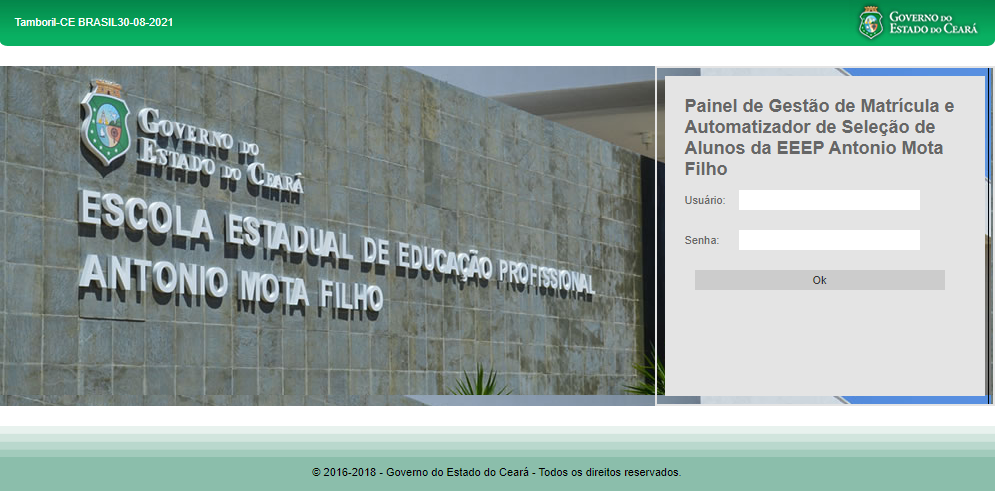 Tamboril-CE BRASIL30-08-2021
GOVERNO DO
ESTADO DO CEARÁ
GOVERNO DO
ESTADO DO CEARÁ
ESCOLA ESTADUAL DE EDUCAÇÃO PROFISSIONAL
ANTONIO MOTA FILHO
Painel de Gestão de Matrícula e
Automatizador de Seleção de
Alunos da EEEP Antonio Mota
Filho
Usuário:
Senha:
Ok
© 2016-2018 - Governo do Estado do Ceará - Todos os direitos reservados.